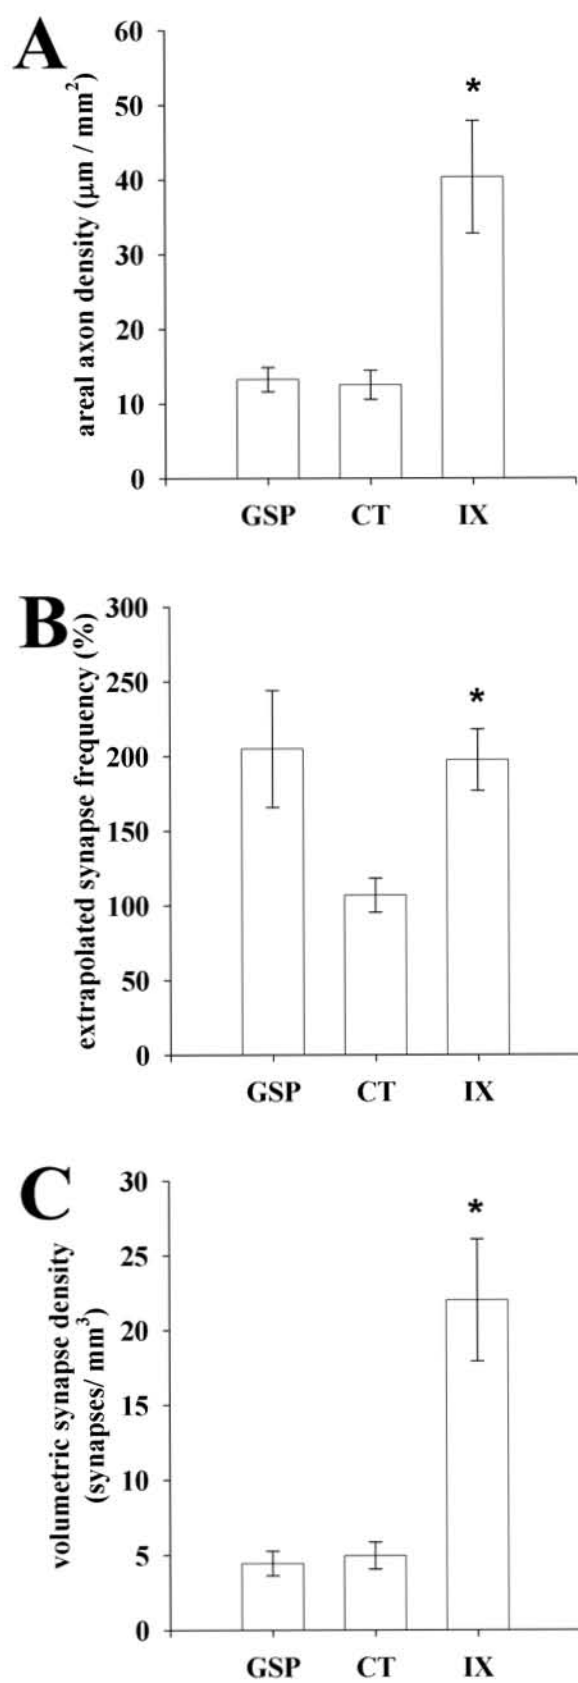 A
areal axon density (μm / mm²)
60
50
40
30
20
10
0
*
GSP CT IX
B
extrapolated synapse frequency (%)
300
250
200
150
100
50
0
*
GSP CT IX
C
volumetric synapse density
(synapses/ mm³)
30
25
20
15
10
5
0
*
GSP CT IX